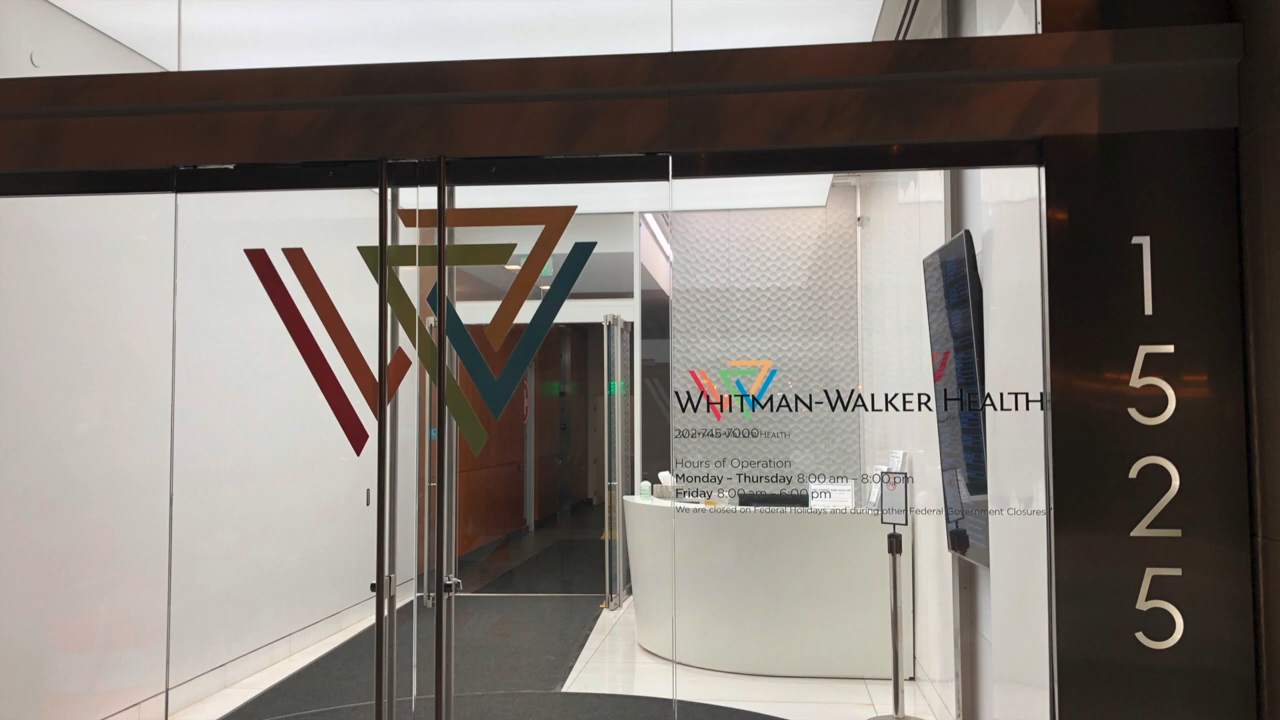 WHITMAN-WALKER HEALTH
202-745-7000
Hours of Operation
Monday – Thursday 8:00 am – 8:00 pm
Friday 8:00 am – 6:00 pm
We are closed on Federal Holidays and during other Federal Government Closures
1
5
2
5